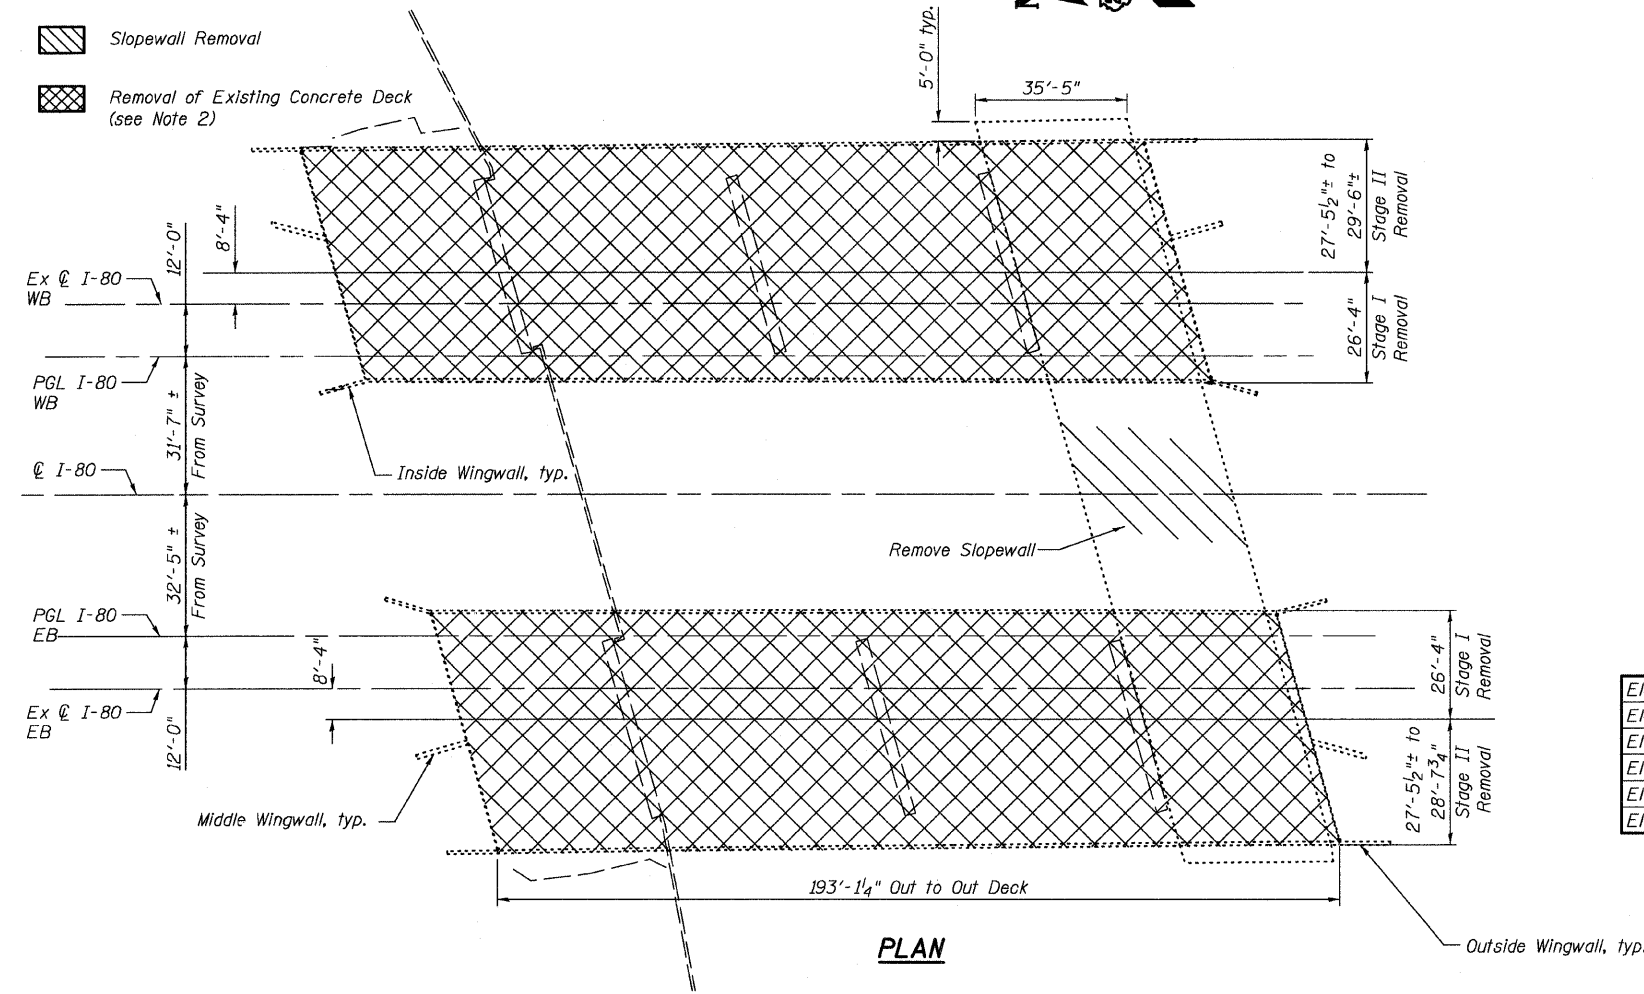 Slopewall Removal
Removal of Existing Concrete Deck
(see Note 2)
5'-0" typ.
35'-5"
27'-5½"± to
29'-6"±
Stage II
Removal
26'-4"
Stage I
Removal
12'-0"
8'-4"
Ex ℄ I-80
WB
PGL I-80
WB
31'-7" ±
From Survey
Inside Wingwall, typ.
℄ I-80
32'-5" ±
From Survey
Remove Slopewall
PGL I-80
EB
8'-4"
Ex ℄ I-80
EB
12'-0"
26'-4"
Stage I
Removal
27'-5½"± to
28'-7¾"
Stage II
Removal
Middle Wingwall, typ.
193'-1¼" Out to Out Deck
PLAN
Outside Wingwall, typ.